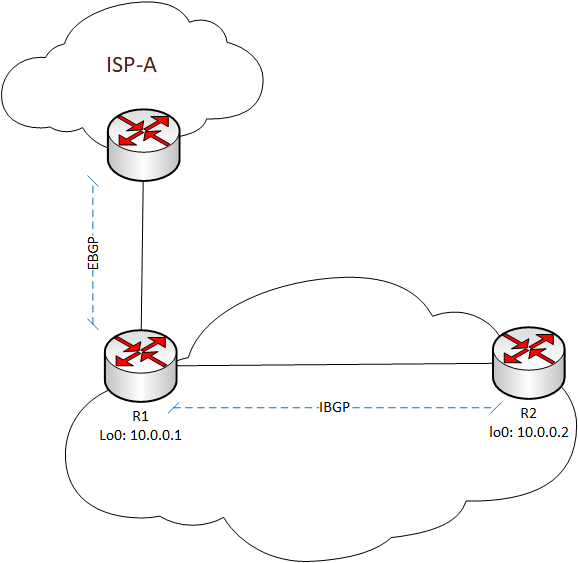 ISP-A
EBGP
IBGP
R1
Lo0: 10.0.0.1
R2
lo0: 10.0.0.2